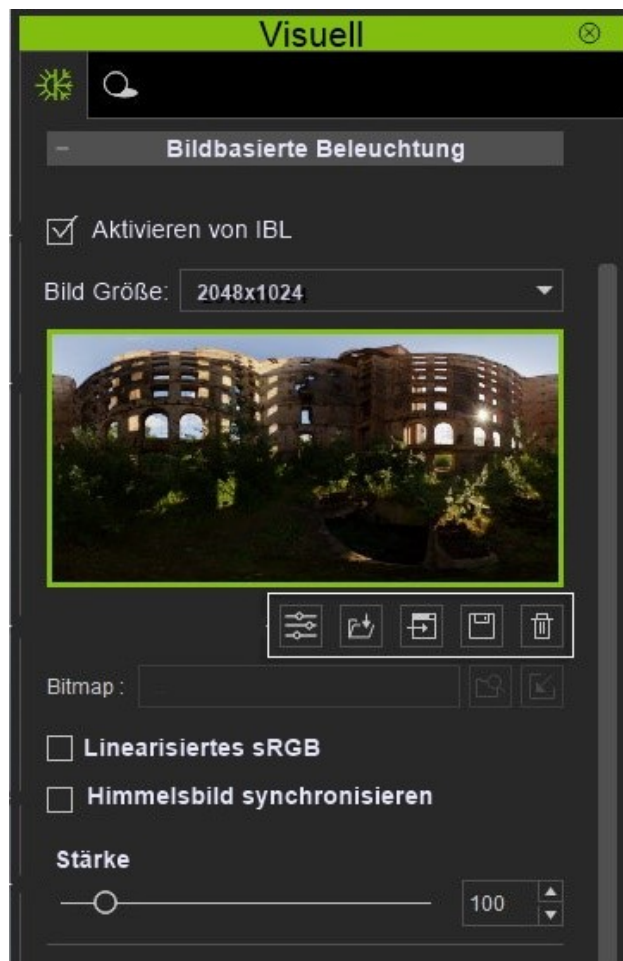 Visuell
Bildbasierte Beleuchtung
Aktivieren von IBL
Bild Größe: 2048x1024
Bitmap :
Linearisiertes sRGB
Himmelsbild synchronisieren
Stärke
100